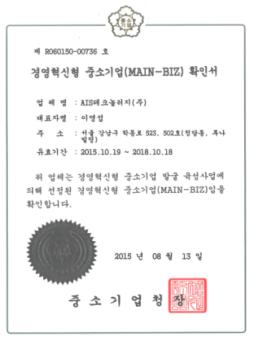 제 R060150-00736 호
경영혁신형 중소기업(MAIN-BIZ) 확인서
업 체 명 : AIS테크놀러지(주)
대표자명 : 이영섭
주 소 : 서울 강남구 학동로 523, 502호(청담동, 루나빌딩)
유효기간 : 2015.10.19 ~ 2018.10.18
위 업체는 경영혁신형 중소기업 발굴 육성사업에
의해 선정된 경영혁신형 중소기업(MAIN-BIZ)임을
확인합니다.
2015 년 08 월 13 일
중 소 기 업 청 장